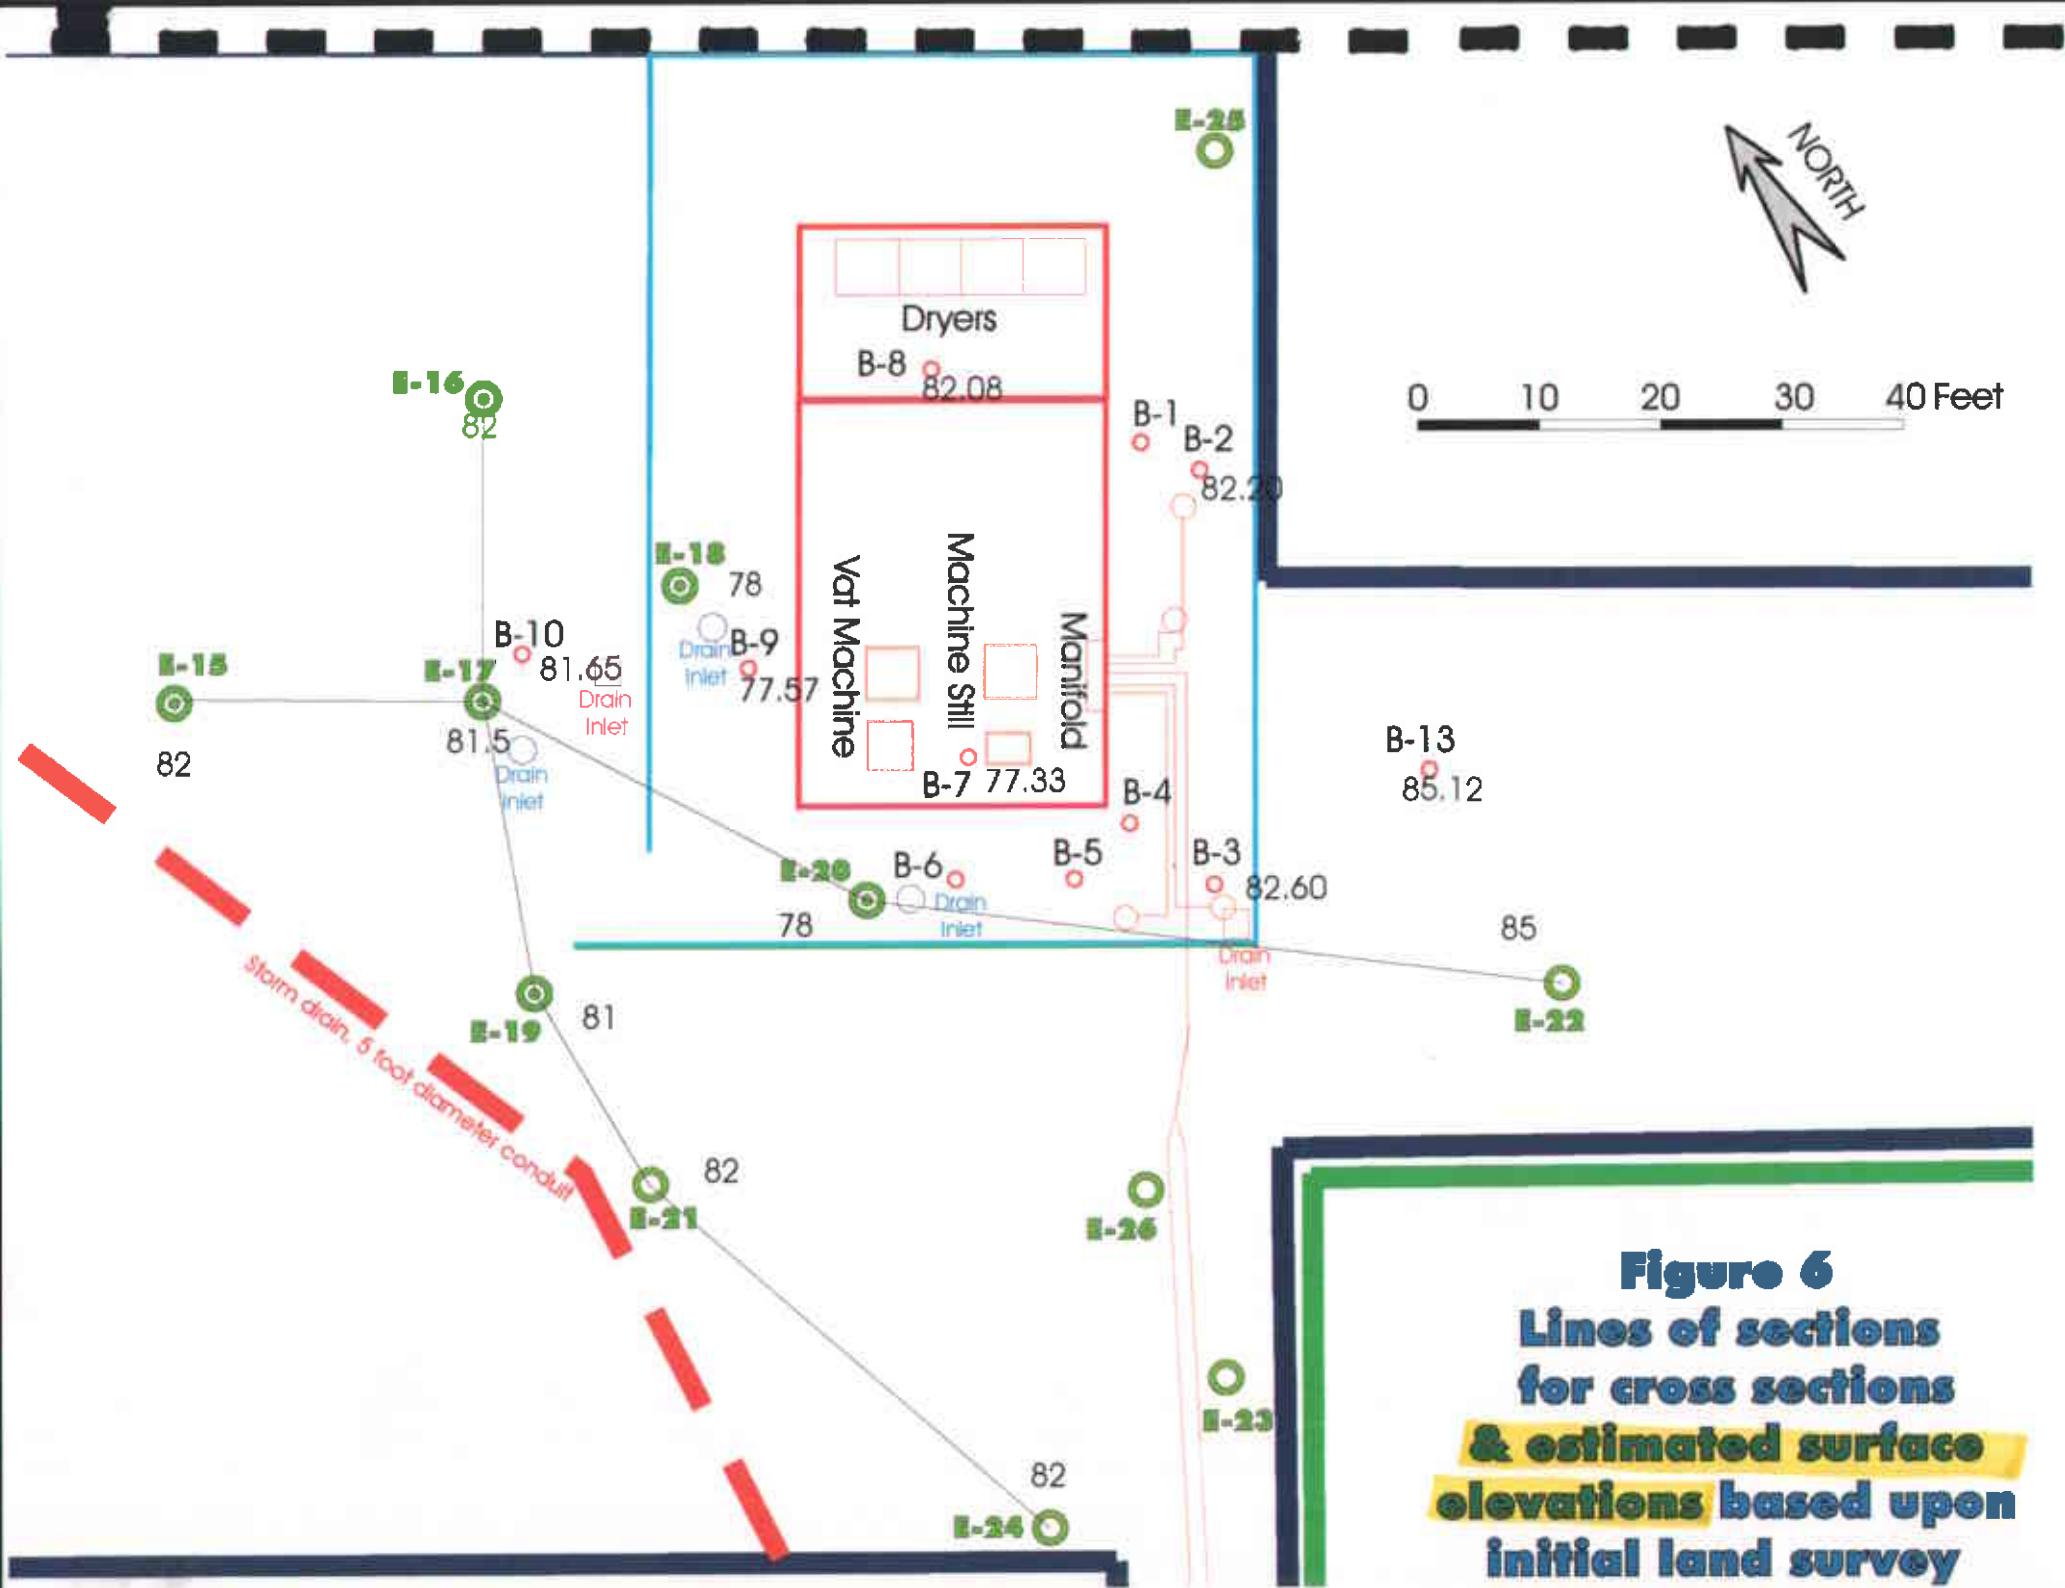 E-25
NORTH
Dryers
B-8
82.08
E-16
82
0 10 20 30 40 Feet
B-1
B-2
82.20
E-18
78
Drain
Inlet
B-9
77.57
Vat Machine
Machine Still
Manifold
B-10
81.65
Drain
Inlet
E-15
82
E-17
81.5
Drain
Inlet
B-7 77.33
B-4
B-13
85.12
E-20
78
B-6
Drain
Inlet
B-5
B-3
82.60
Drain
Inlet
85
E-22
Storm drain, 5 foot diameter conduit
E-19
81
82
E-21
E-26
E-23
82
E-24
Figure 6
Lines of sections
for cross sections
& estimated surface
elevations based upon
initial land survey